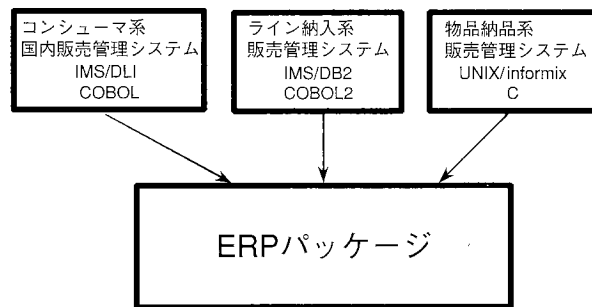 コンシューマ系
国内販売管理システム
IMS/DLI
COBOL
ライン納入系
販売管理システム
IMS/DB2
COBOL2
物品納品系
販売管理システム
UNIX/informix
C
ERPパッケージ